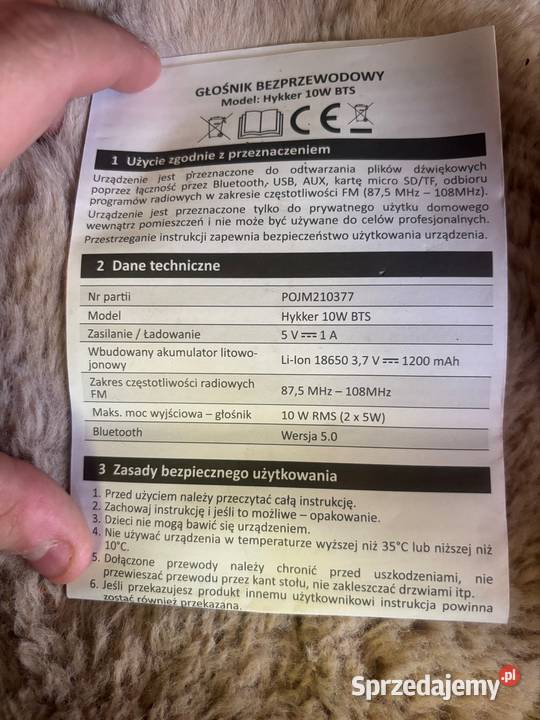 GŁOŚNIK BEZPRZEWODOWY
Model: Hykker 10W BTS
CE
1 Użycie zgodnie z przeznaczeniem
Urządzenie jest przeznaczone do odtwarzania plików dźwiękowych
poprzez łączność przez Bluetooth, USB, AUX, kartę micro SD/TF, odbioru
programów radiowych w zakresie częstotliwości FM (87,5 MHz – 108MHz).
Urządzenie jest przeznaczone tylko do prywatnego użytku domowego
wewnątrz pomieszczeń i nie może być używane do celów profesjonalnych.
Przestrzeganie instrukcji zapewnia bezpieczeństwo użytkowania urządzenia.
2 Dane techniczne
Nr partii POJM210377
Model Hykker 10W BTS
Zasilanie / Ładowanie 5 V ⎓ 1 A
Wbudowany akumulator litowo-
jonowy Li-Ion 18650 3,7 V ⎓ 1200 mAh
Zakres częstotliwości radiowych
FM 87,5 MHz – 108MHz
Maks. moc wyjściowa – głośnik 10 W RMS (2 x 5W)
Bluetooth Wersja 5.0
3 Zasady bezpiecznego użytkowania
1. Przed użyciem należy przeczytać całą instrukcję.
2. Zachowaj instrukcję i jeśli to możliwe – opakowanie.
3. Dzieci nie mogą bawić się urządzeniem.
4. Nie używać urządzenia w temperaturze wyższej niż 35°C lub niższej niż
10°C.
5. Dołączone przewody należy chronić przed uszkodzeniami, nie
przewieszać przewodu przez kant stołu, nie zakleszczać drzwiami itp.
6. Jeśli przekazujesz produkt innemu użytkownikowi instrukcja powinna
zostać również przekazana.
Sprzedajemy.pl